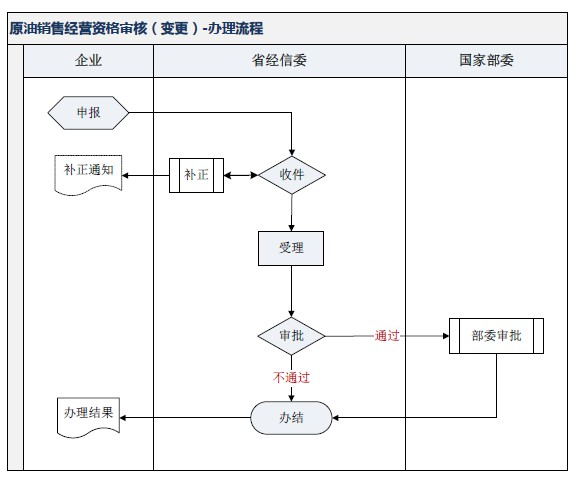 原油销售经营资格审核（变更）-办理流程
企业
省经信委
国家部委
申报
补正通知
补正
收件
受理
审批
通过
部委审批
不通过
办理结果
办结